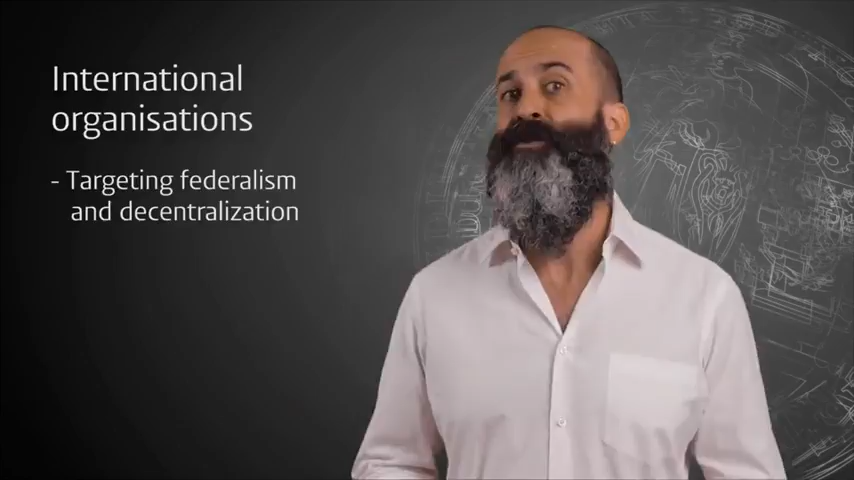 International
organisations
- Targeting federalism
and decentralization